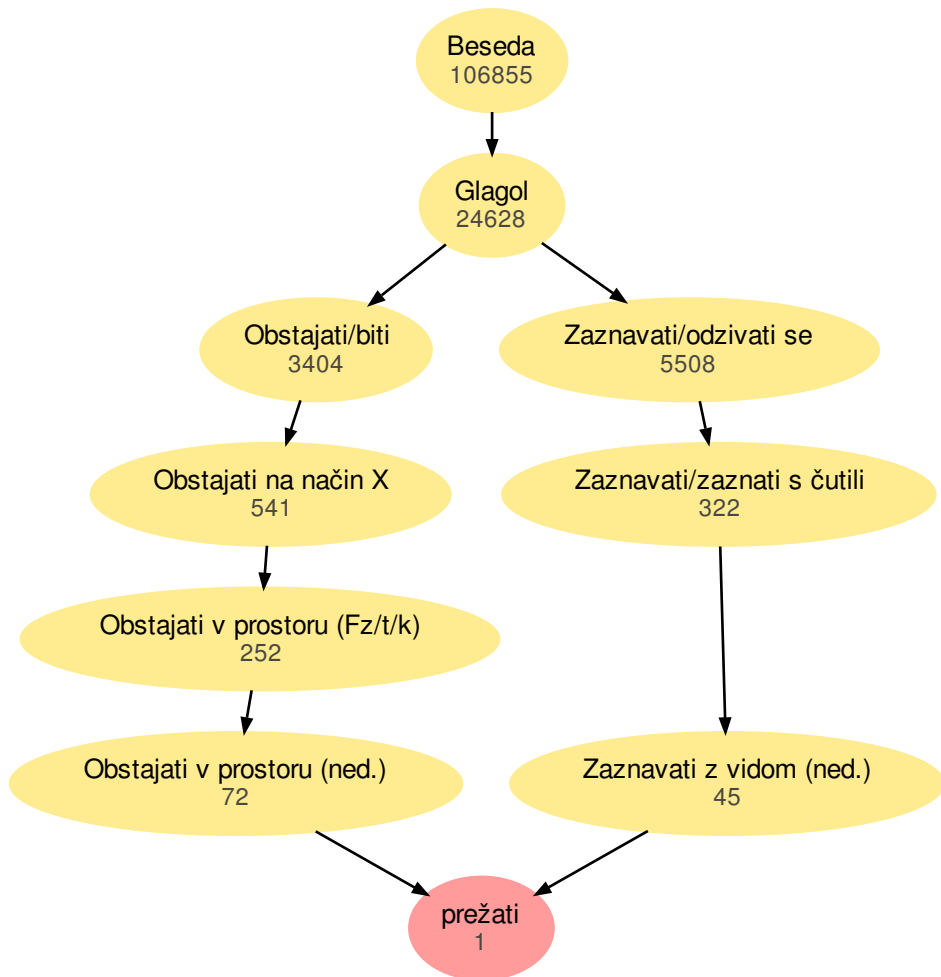 Beseda
106855
Glagol
24628
Obstajati/biti
3404
Zaznavati/odzivati se
5508
Obstajati na način X
541
Zaznavati/zaznati s čutili
322
Obstajati v prostoru (Fz/t/k)
252
Obstajati v prostoru (ned.)
72
Zaznavati z vidom (ned.)
45
prežati
1